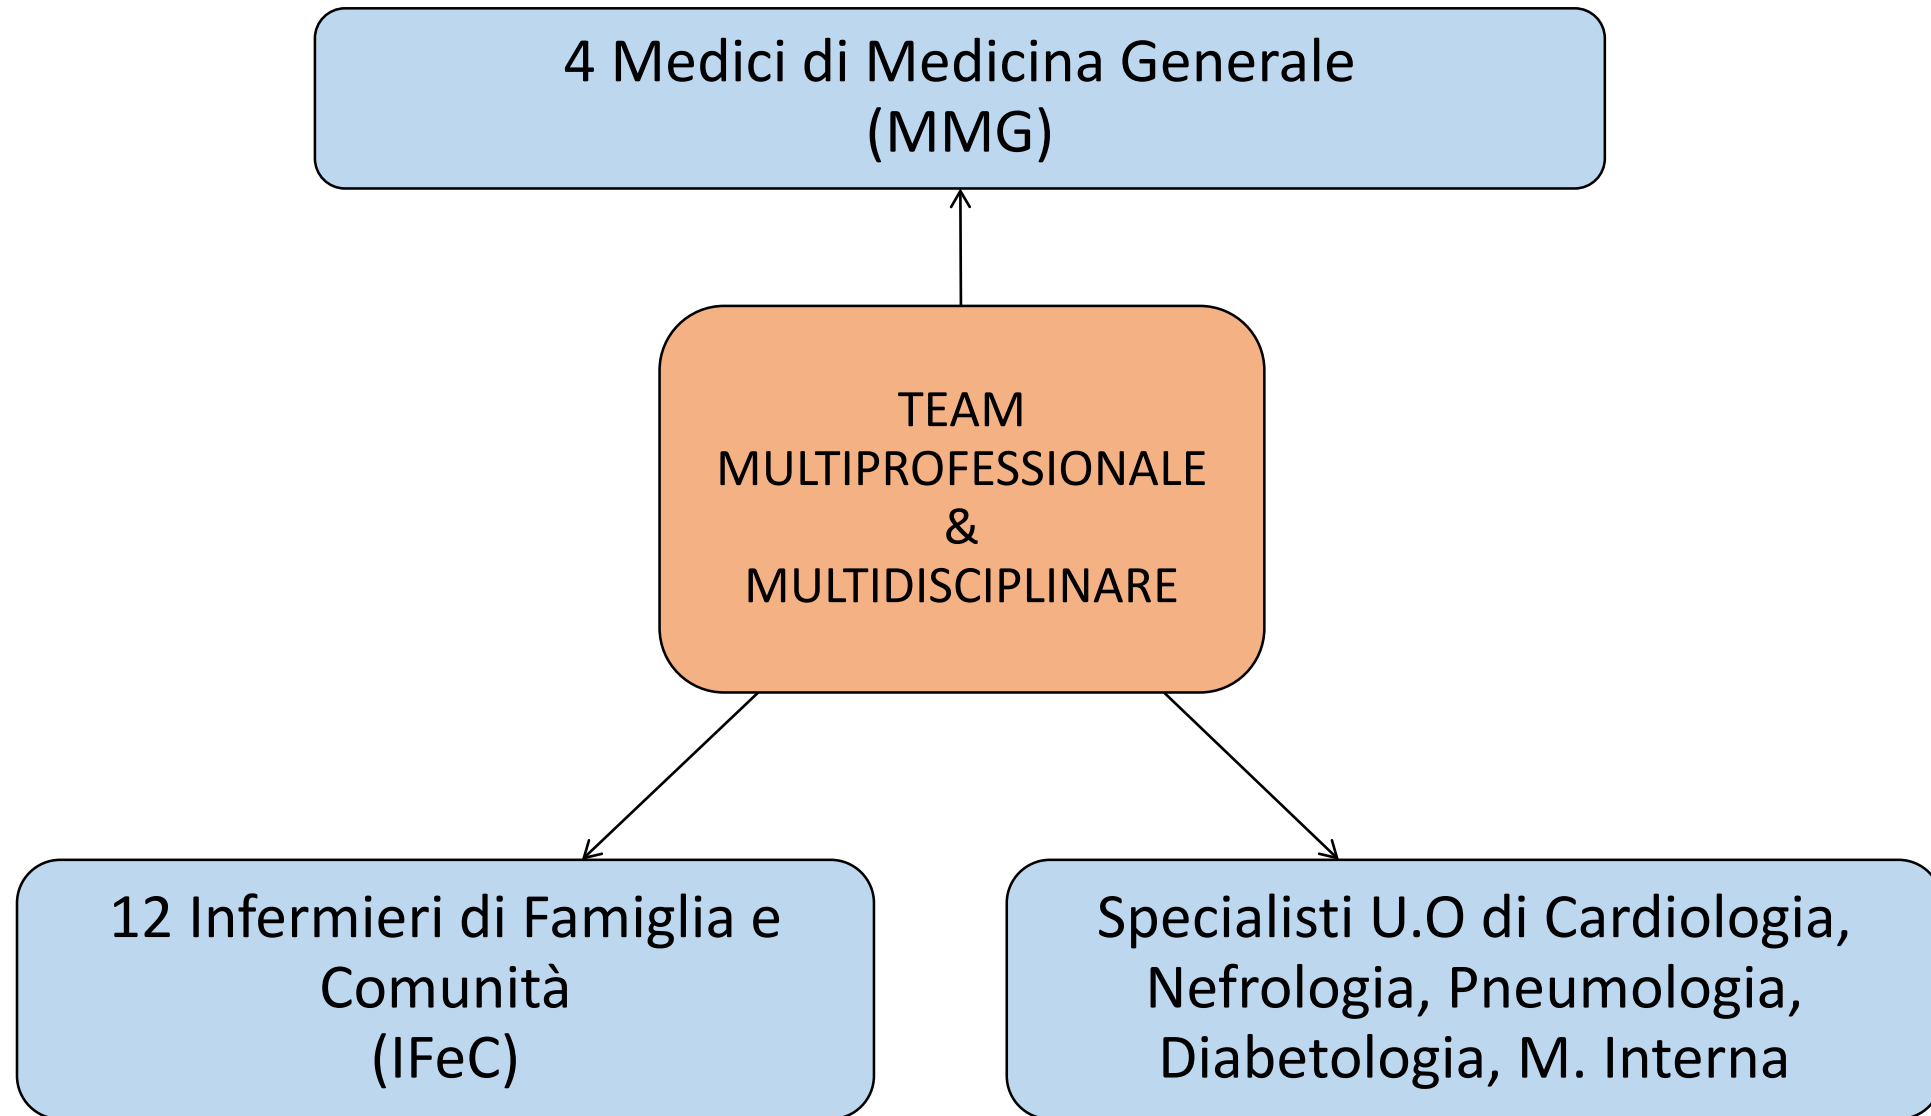 4 Medici di Medicina Generale
(MMG)
TEAM
MULTIPROFESSIONALE
&
MULTIDISCIPLINARE
12 Infermieri di Famiglia e
Comunità
(IFeC)
Specialisti U.O di Cardiologia,
Nefrologia, Pneumologia,
Diabetologia, M. Interna